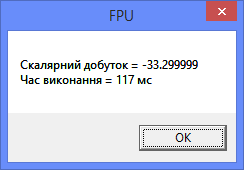 FPU
Скалярний добуток = -33.299999
Час виконання = 117 мс
OK